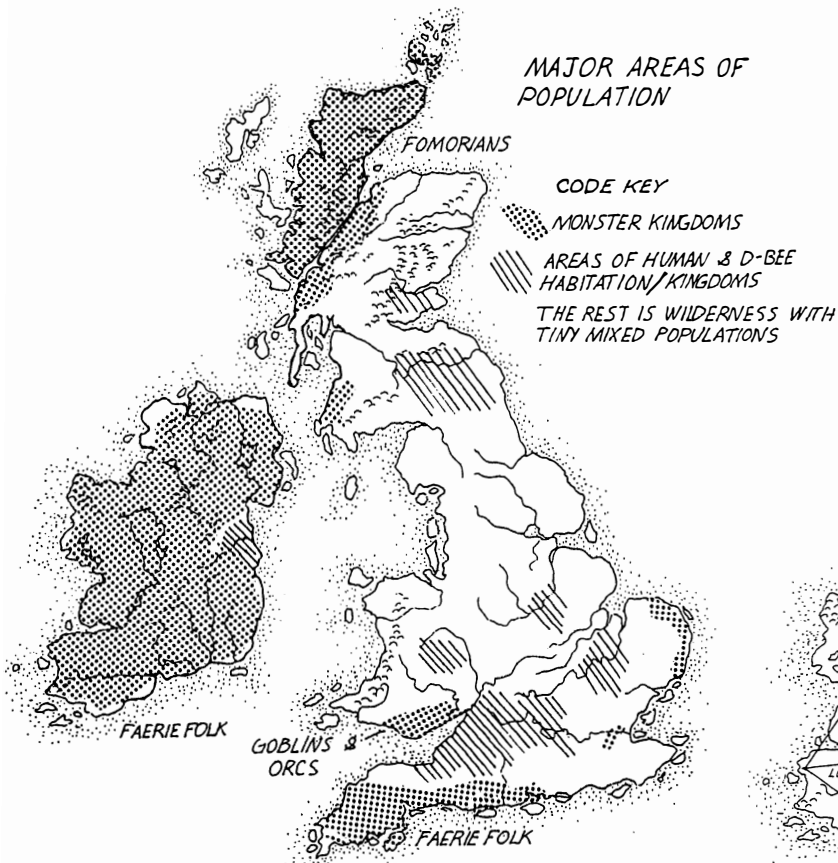 MAJOR AREAS OF
POPULATION
FOMORIANS
CODE KEY
MONSTER KINGDOMS
AREAS OF HUMAN & D-BEE
HABITATION/KINGDOMS
THE REST IS WILDERNESS WITH
TINY MIXED POPULATIONS
FAERIE FOLK
GOBLINS &
ORCS
FAERIE FOLK